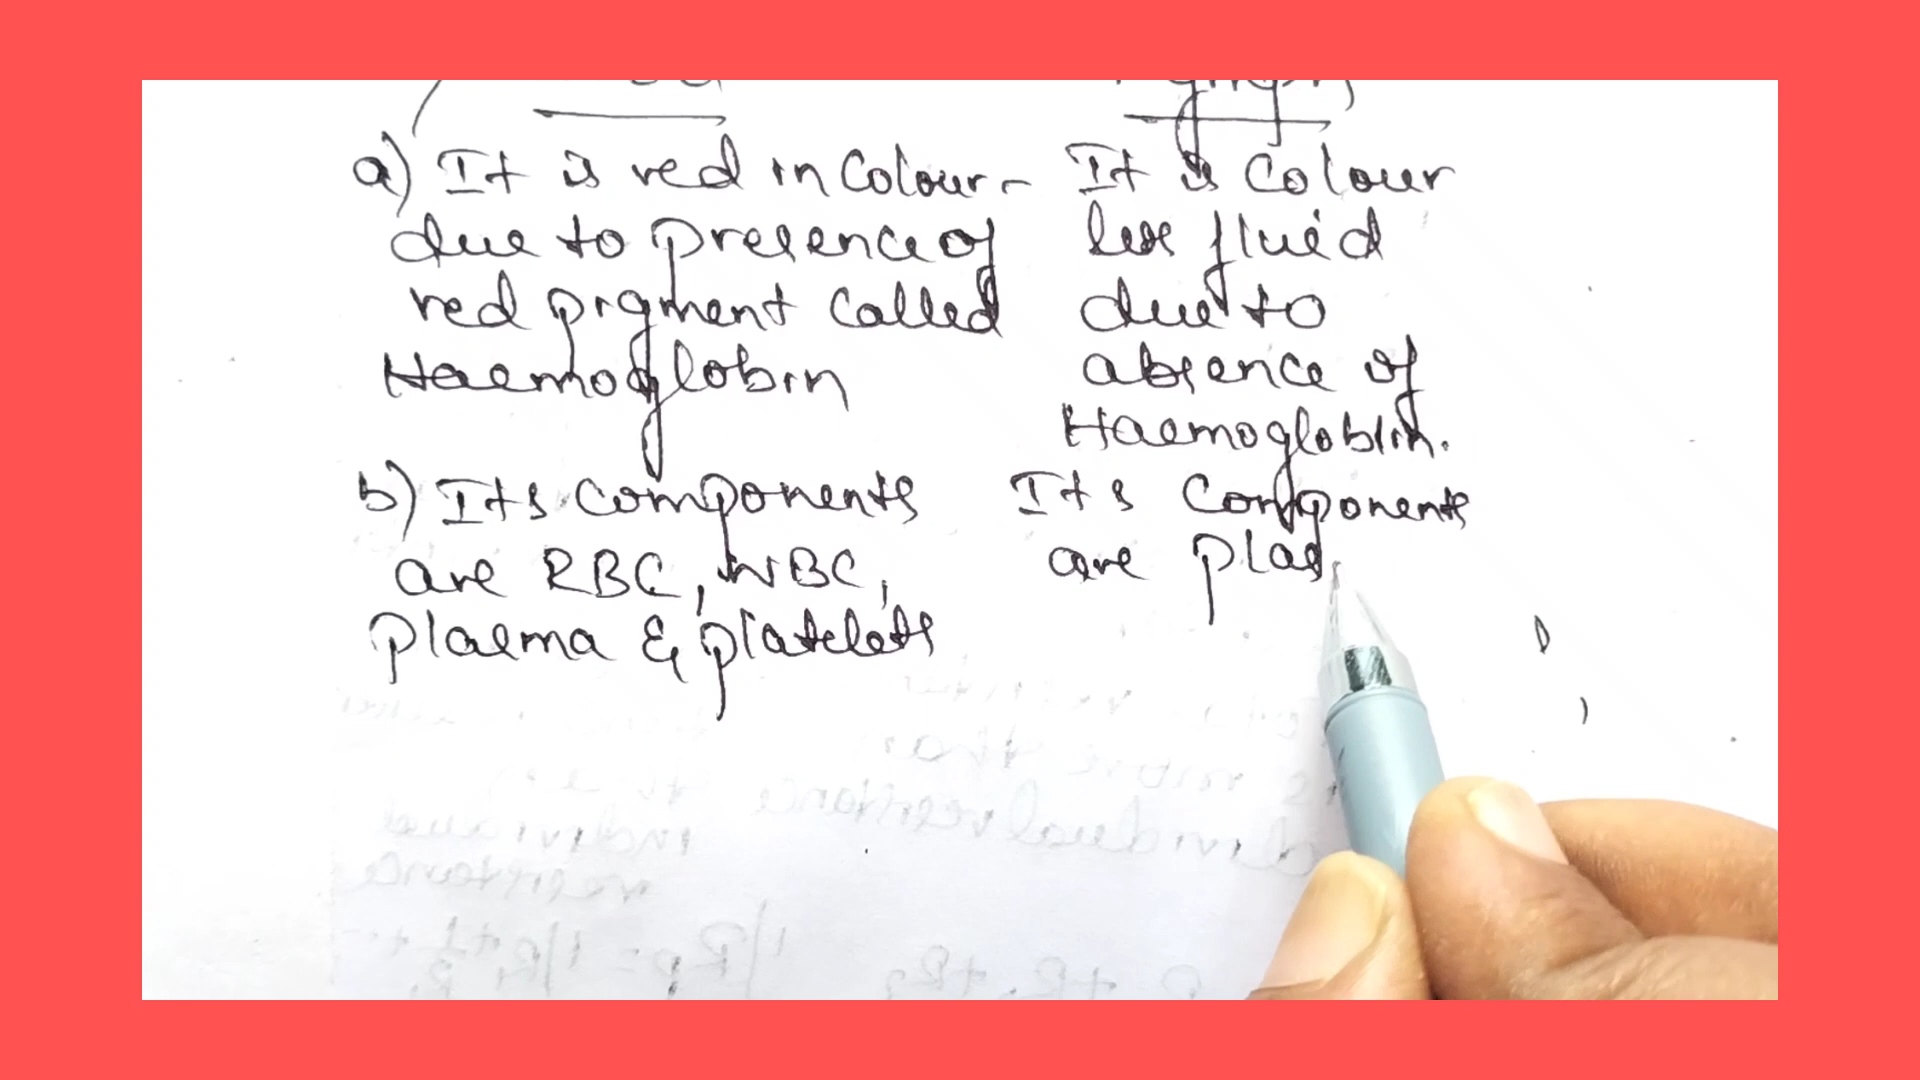 a) It is red in Colour - It is Colour
due to presence of less fluid
red pigment called due to
Haemoglobin absence of
Haemogloblin.
b) Its components Its Components
are RBC, WBC, are plas
plasma & platelets